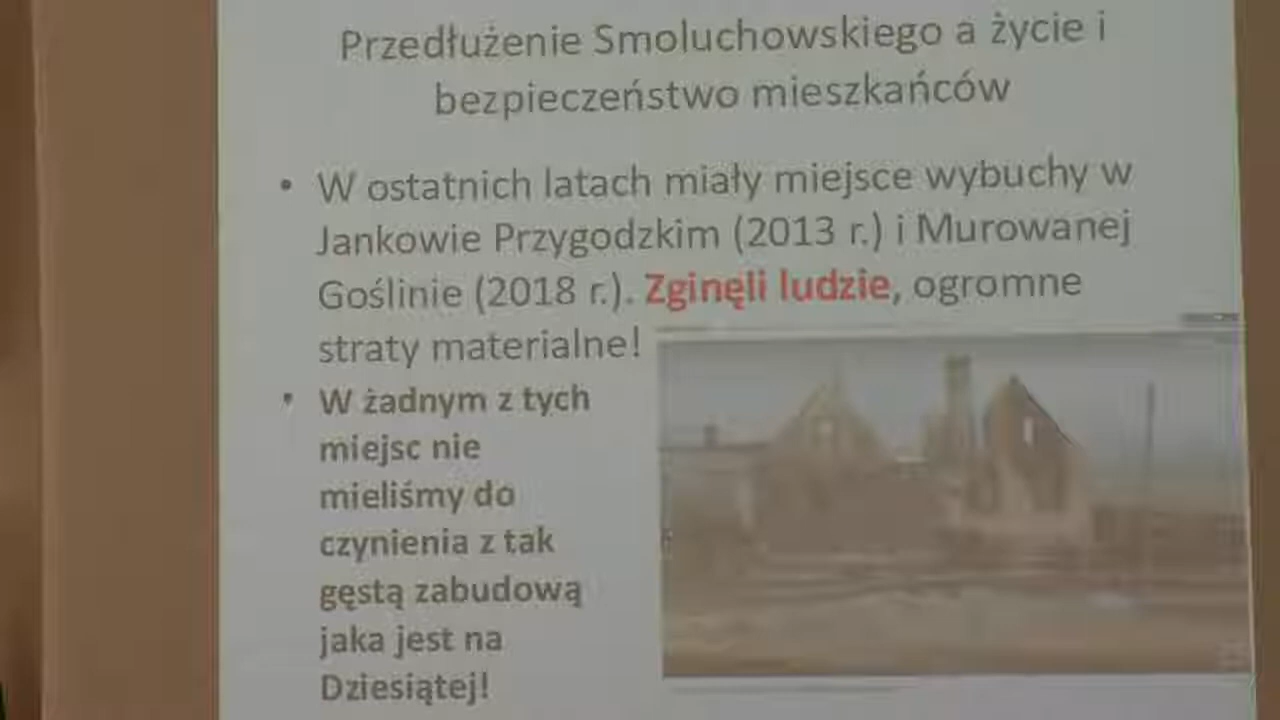 Przedłużenie Smoluchowskiego a życie i
bezpieczeństwo mieszkańców
• W ostatnich latach miały miejsce wybuchy w
Jankowie Przygodzkim (2013 r.) i Murowanej
Goślinie (2018 r.). Zginęli ludzie, ogromne
straty materialne!
• W żadnym z tych
miejsc nie
mieliśmy do
czynienia z tak
gęstą zabudową
jaka jest na
Dziesiątej!